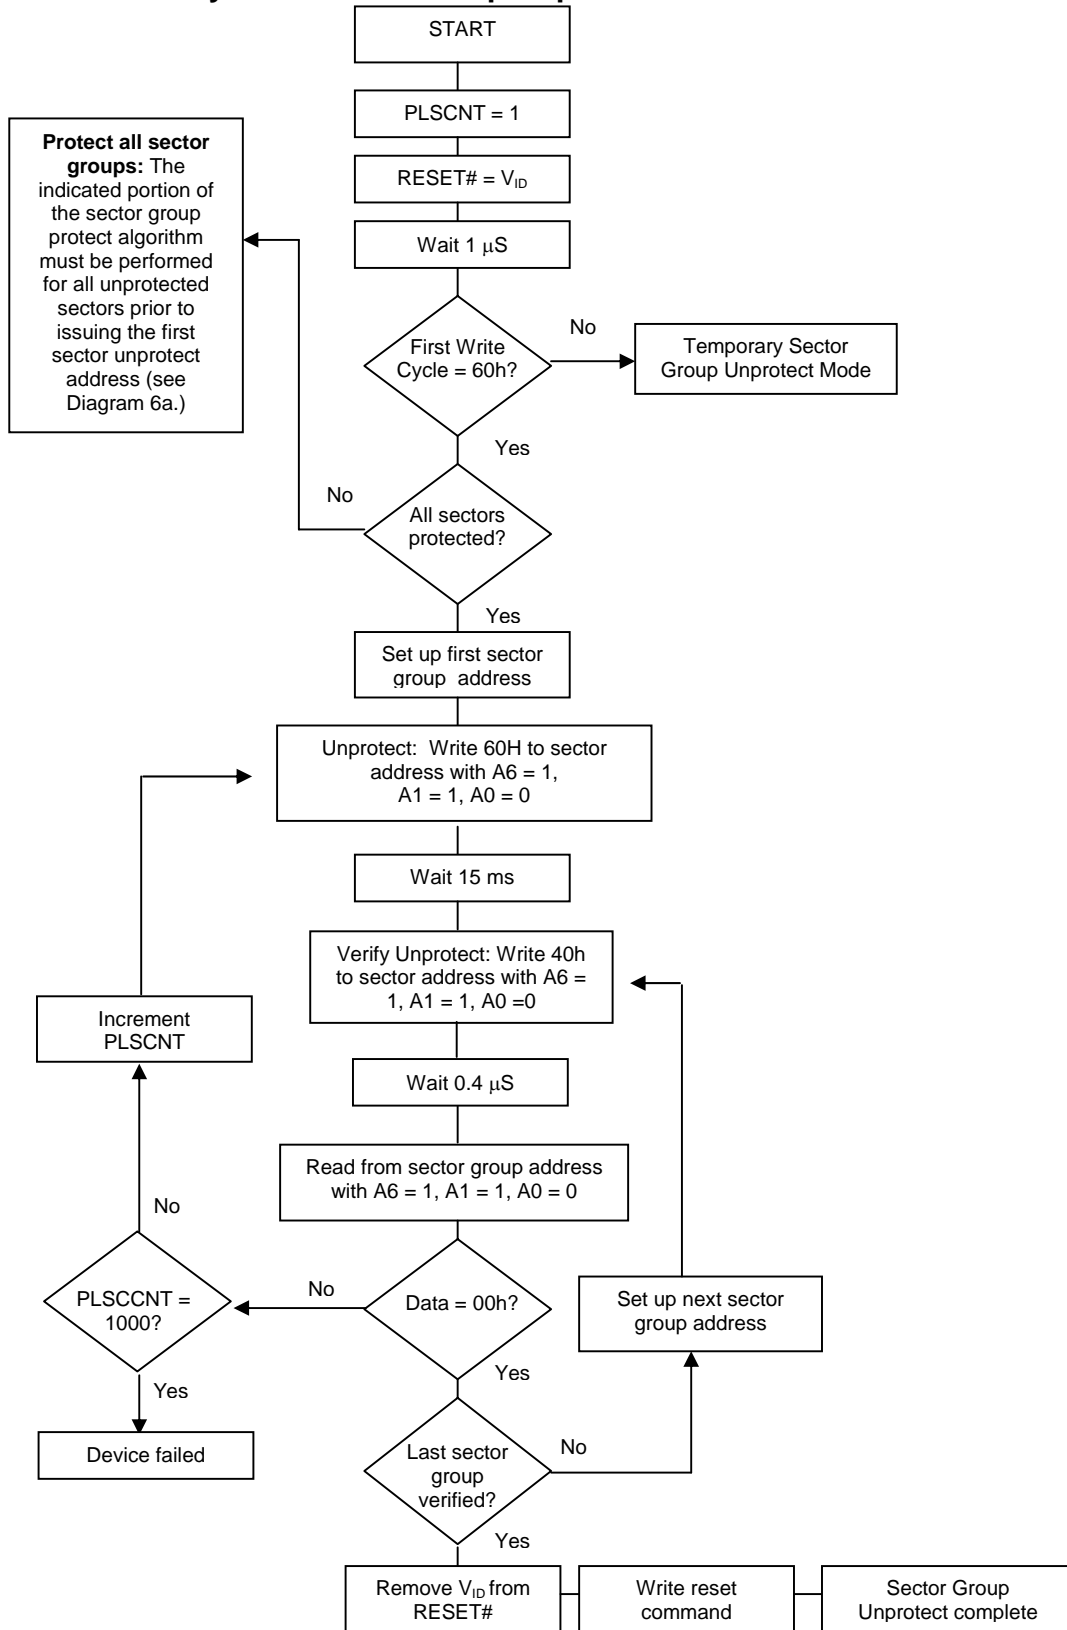 START
PLSCNT = 1
RESET# = VID
Wait 1 μS
Protect all sector
groups: The
indicated portion of
the sector group
protect algorithm
must be performed
for all unprotected
sectors prior to
issuing the first
sector unprotect
address (see
Diagram 6a.)
First Write
Cycle = 60h?
No
Temporary Sector
Group Unprotect Mode
Yes
No
All sectors
protected?
Yes
Set up first sector
group address
Unprotect: Write 60H to sector
address with A6 = 1,
A1 = 1, A0 = 0
Wait 15 ms
Verify Unprotect: Write 40h
to sector address with A6 =
1, A1 = 1, A0 =0
Increment
PLSCNT
Wait 0.4 μS
Read from sector group address
with A6 = 1, A1 = 1, A0 = 0
No
PLSCCNT =
1000?
No
Data = 00h?
Set up next sector
group address
Yes
Yes
Device failed
Last sector
group
verified?
No
Yes
Remove VID from
RESET#
Write reset
command
Sector Group
Unprotect complete